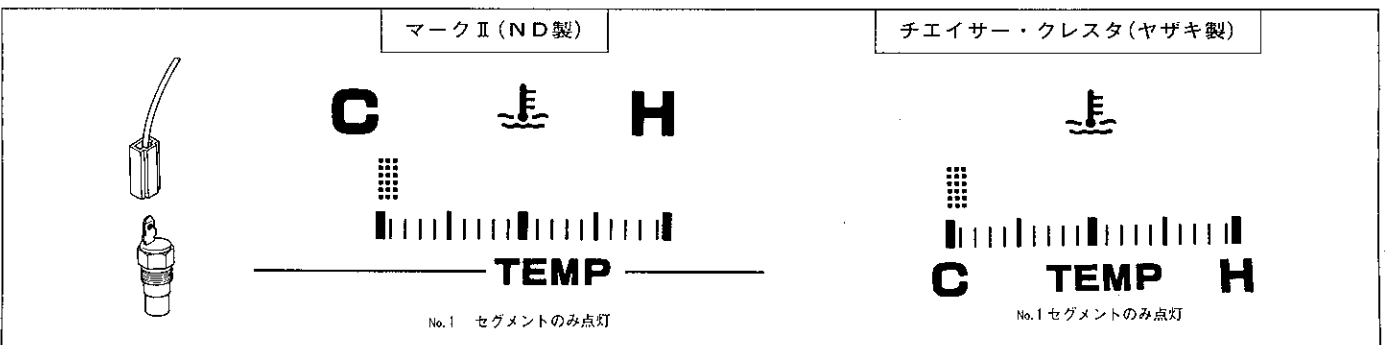 マークⅡ(ND製)
C H
TEMP
No.1 セグメントのみ点灯
チエイサー・クレスタ(ヤザキ製)
C TEMP H
No.1セグメントのみ点灯